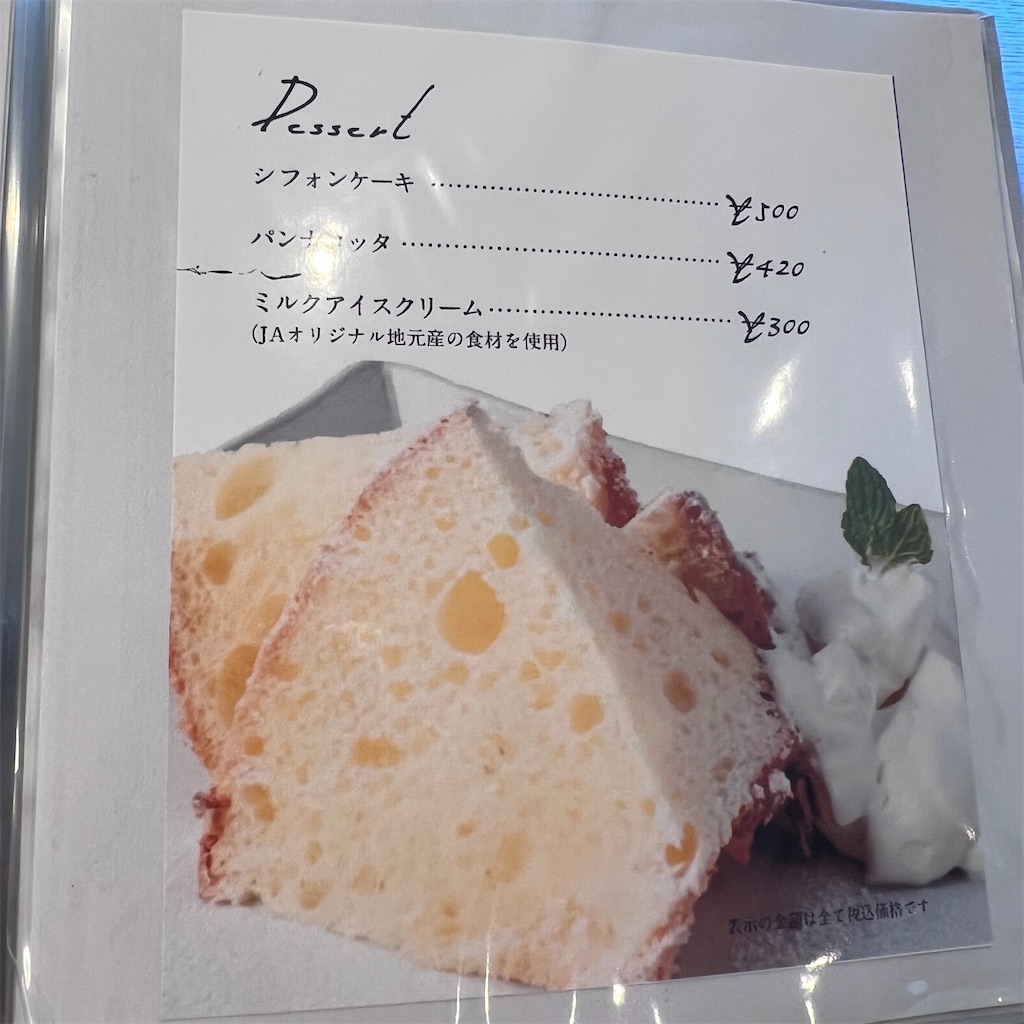 Dessert
シフォンケーキ ¥500
パンナコッタ ¥420
ミルクアイスクリーム ¥300
(JAオリジナル地元産の食材を使用)
表示の金額は全て税込価格です